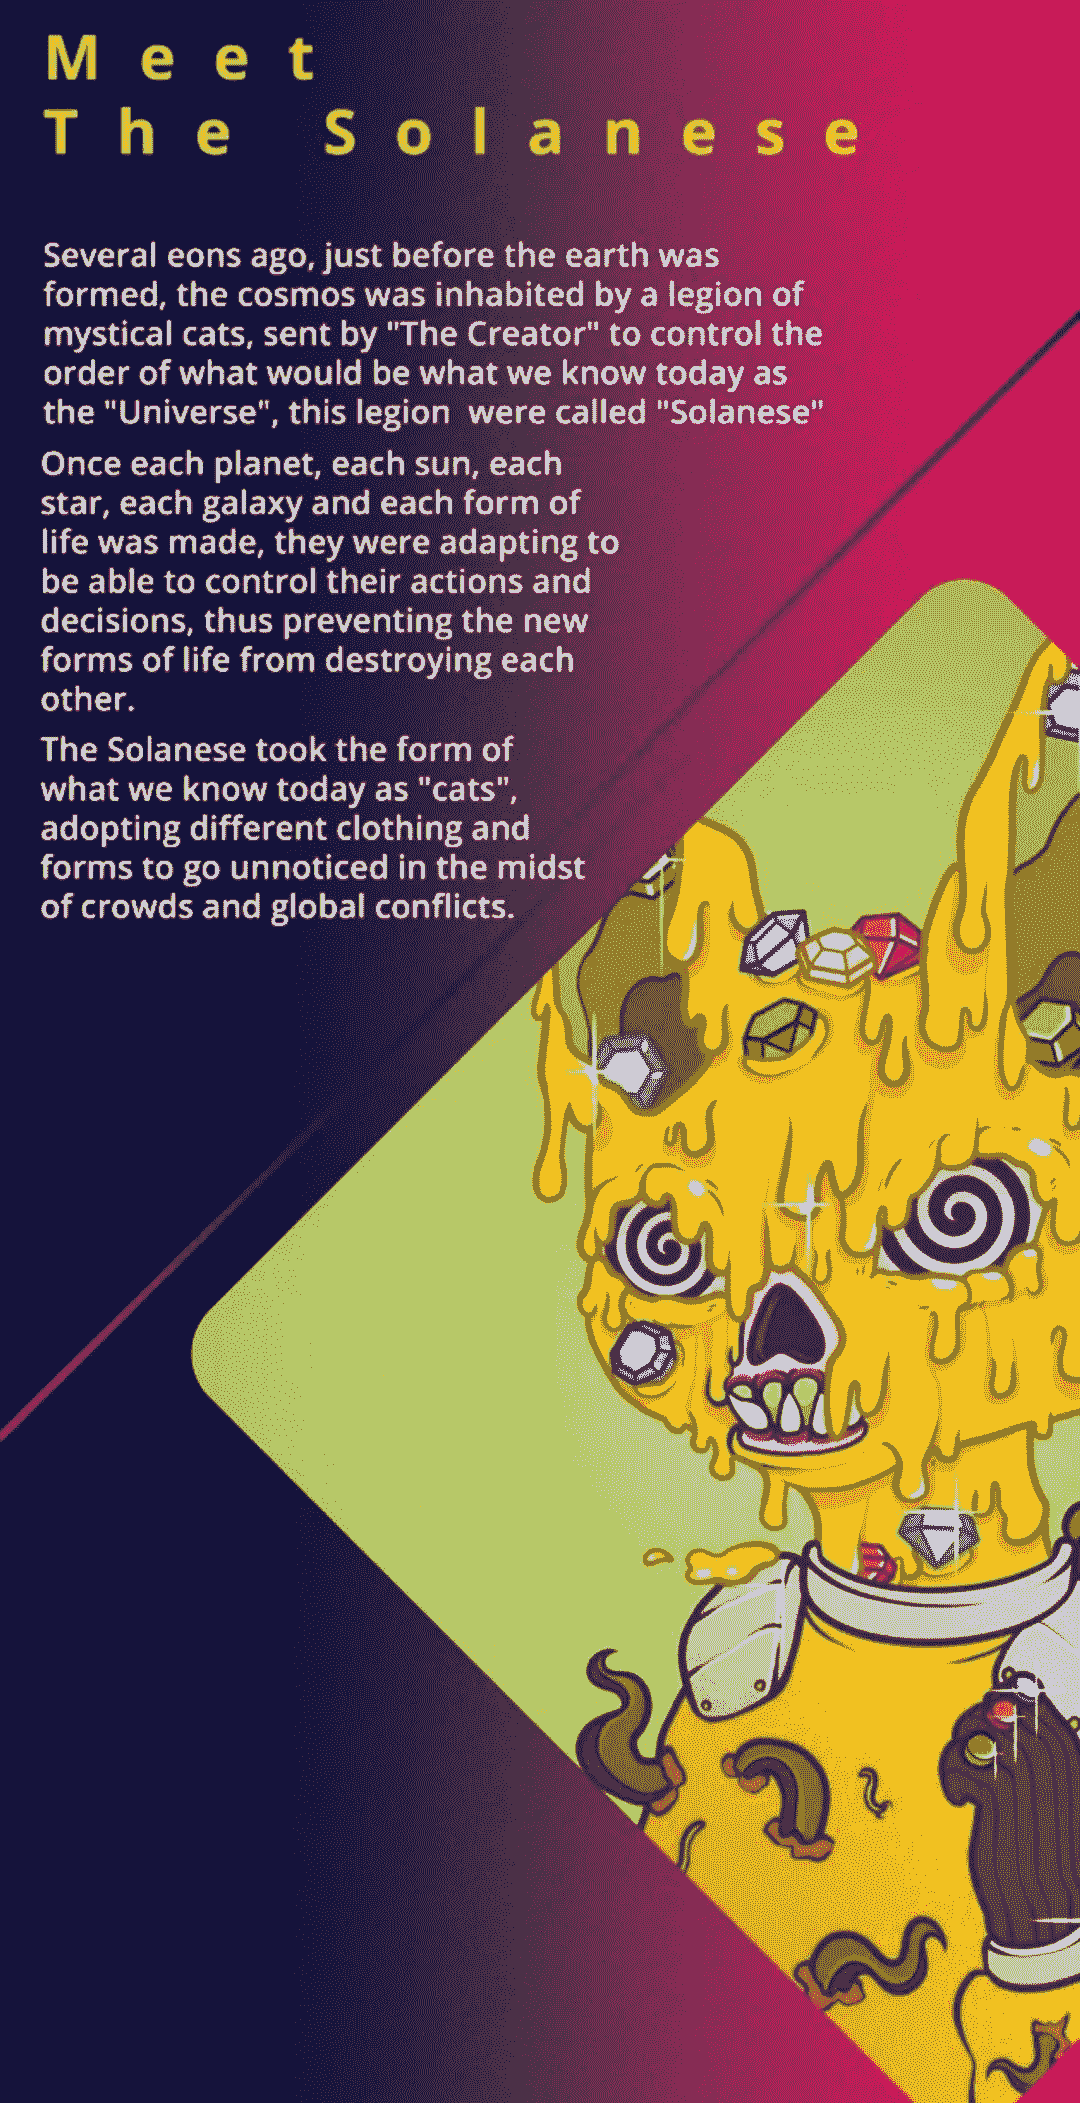 Meet
The Solanese
Several eons ago, just before the earth was
formed, the cosmos was inhabited by a legion of
mystical cats, sent by "The Creator" to control the
order of what would be what we know today as
the "Universe", this legion  were called "Solanese"
Once each planet, each sun, each
star, each galaxy and each form of
life was made, they were adapting to
be able to control their actions and
decisions, thus preventing the new
forms of life from destroying each
other.
The Solanese took the form of
what we know today as "cats",
adopting different clothing and
forms to go unnoticed in the midst
of crowds and global conflicts.